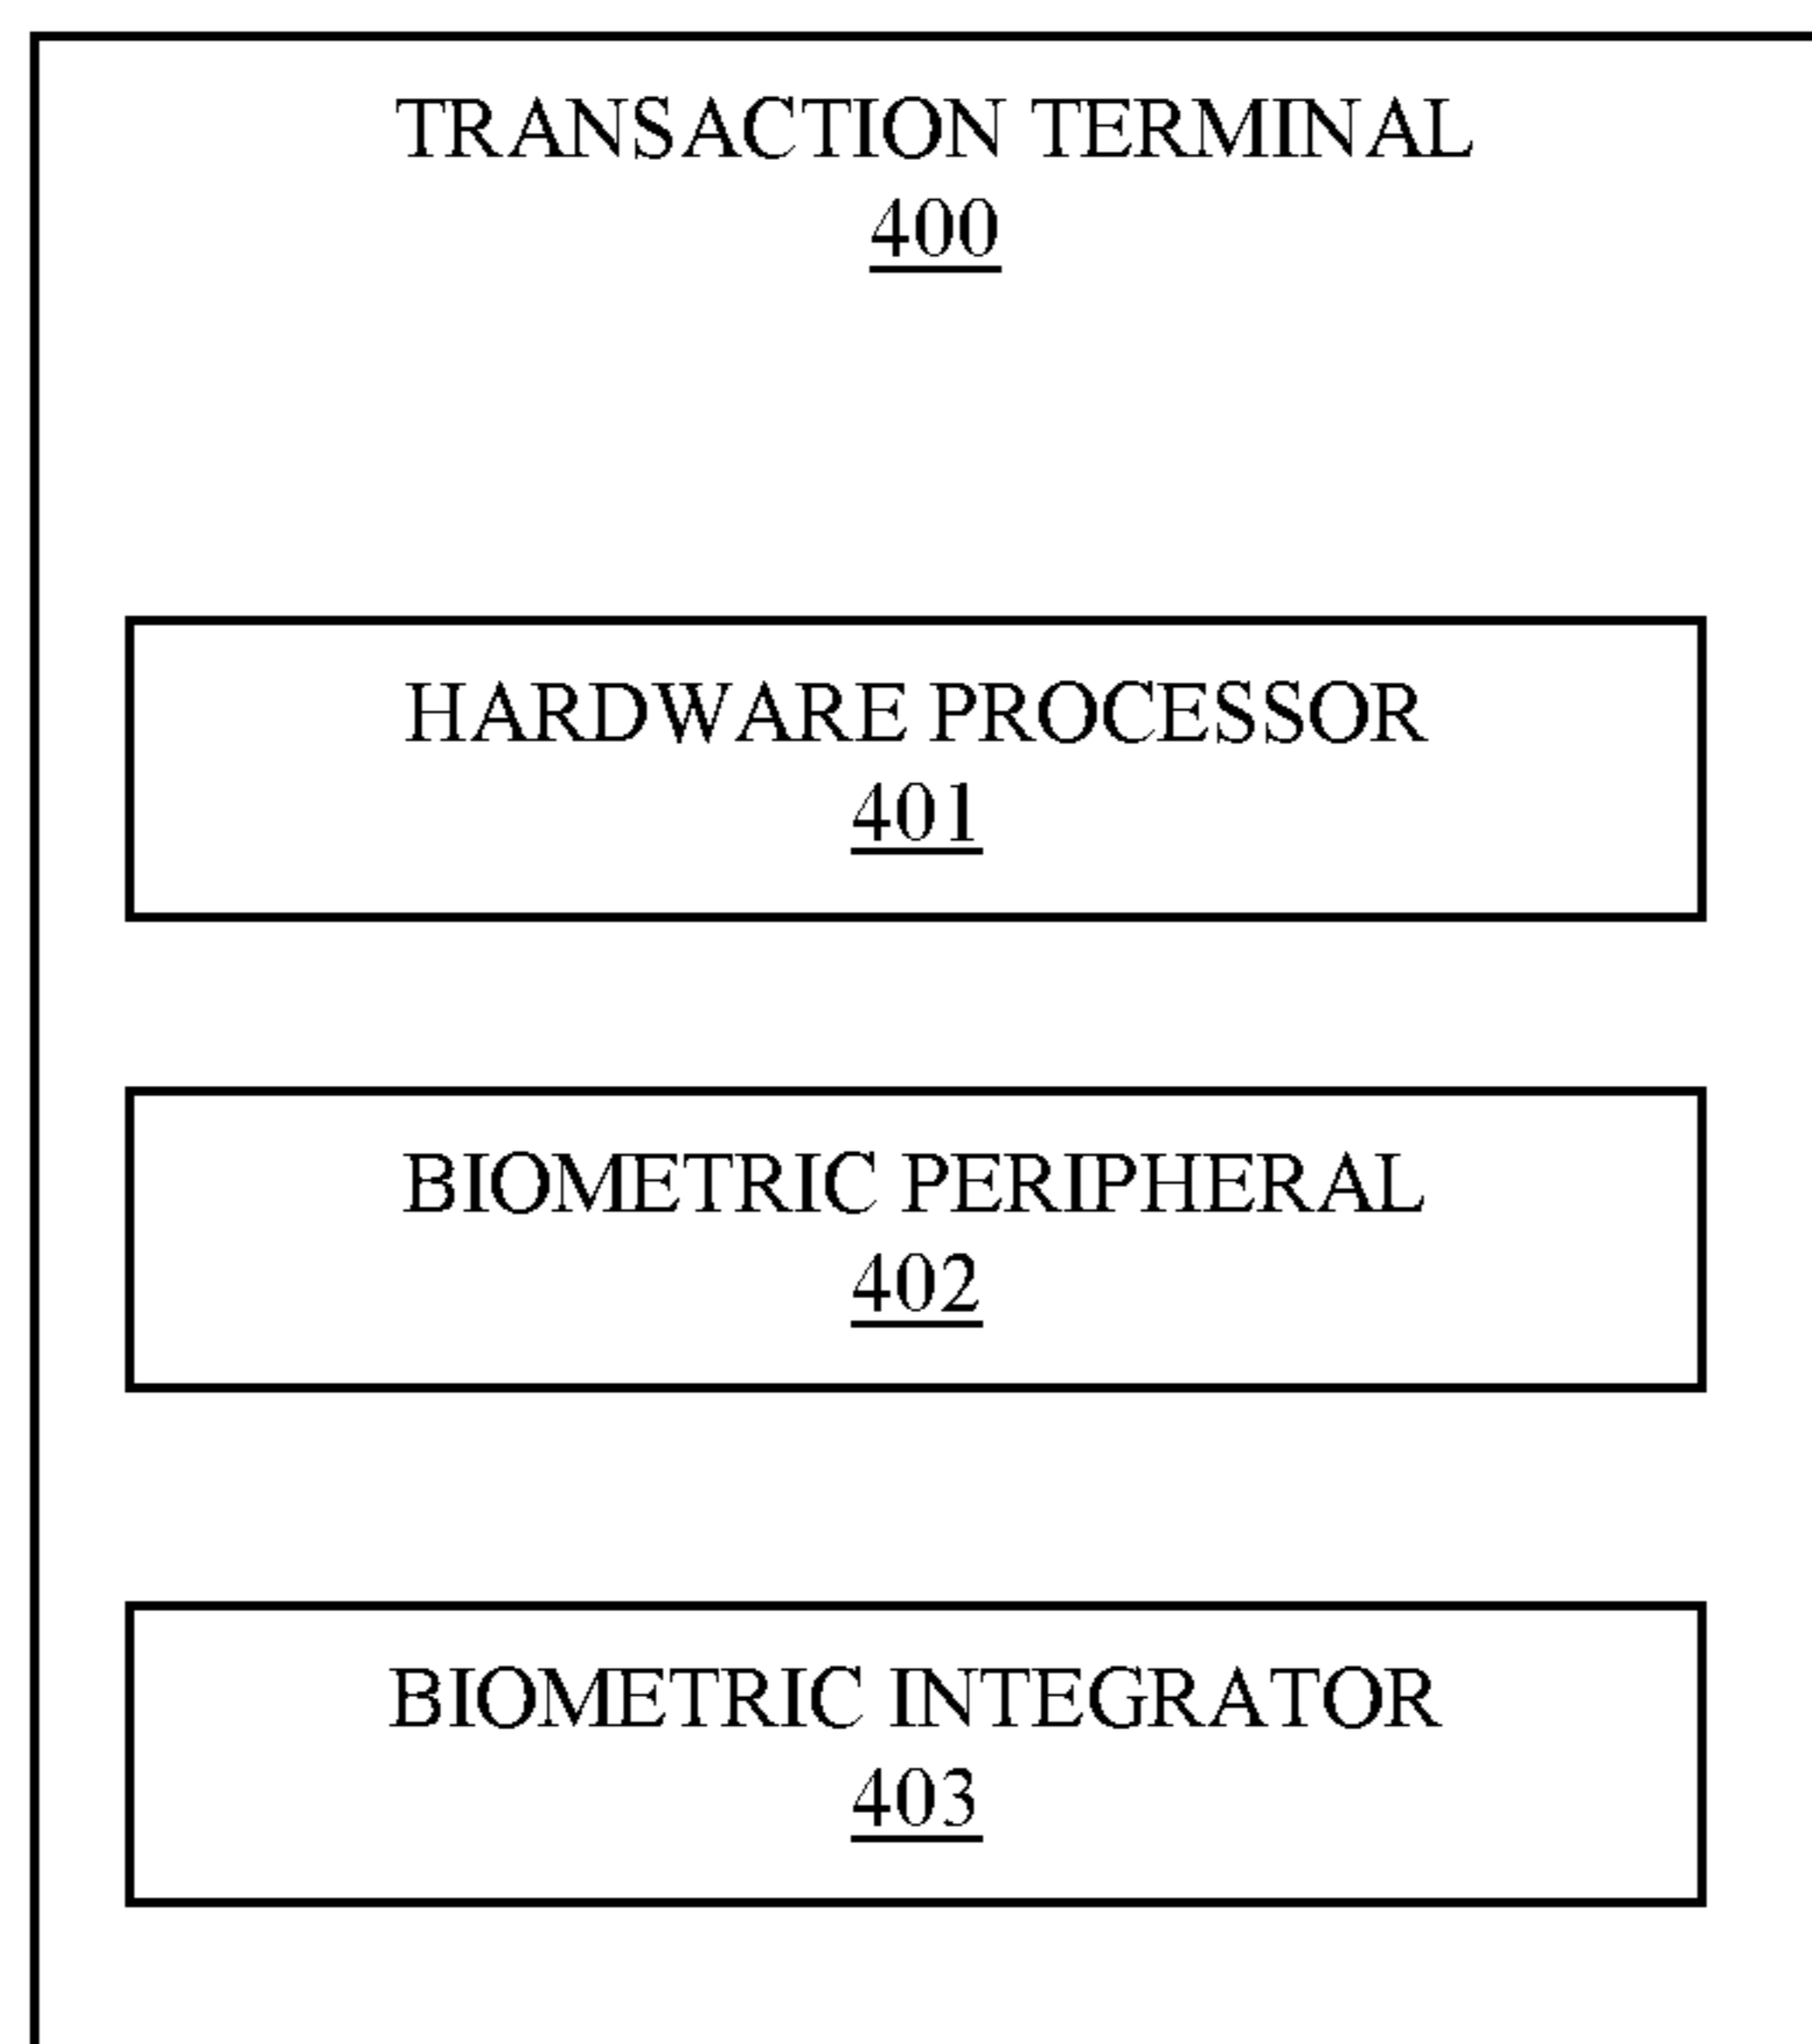 TRANSACTION TERMINAL
400
HARDWARE PROCESSOR
401
BIOMETRIC PERIPHERAL
402
BIOMETRIC INTEGRATOR
403